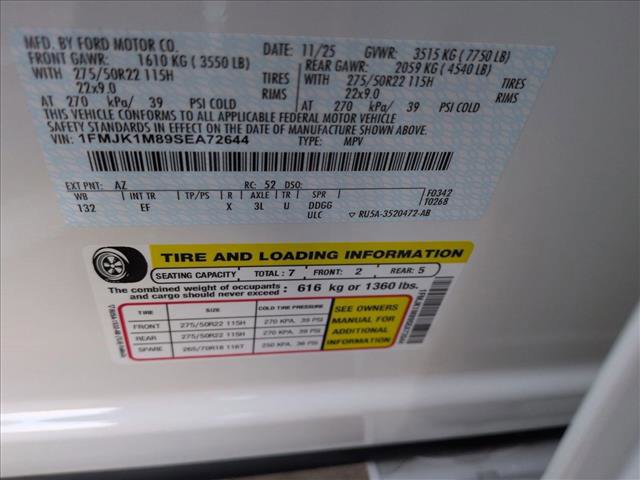 MFD. BY FORD MOTOR CO. DATE: 11/25 GVWR: 3515 KG (7750 LB)
FRONT GAWR: 1610 KG (3550 LB) REAR GAWR: 2059 KG (4540 LB)
WITH 275/50R22 115H TIRES WITH 275/50R22 115H TIRES
22x9.0 RIMS 22x9.0 RIMS
AT 270 kPa/ 39 PSI COLD AT 270 kPa/ 39 PSI COLD
THIS VEHICLE CONFORMS TO ALL APPLICABLE FEDERAL MOTOR VEHICLE
SAFETY STANDARDS IN EFFECT ON THE DATE OF MANUFACTURE SHOWN ABOVE.
VIN: 1FMJK1M89SEA72644 TYPE: MPV
EXT PNT: AZ RC: 52 DSO:
WB INT TR TP/PS R AXLE TR SPR F0342
132 EF X 3L U DDGG T0268
ULC ▽ RU5A-3520472-AB
TIRE AND LOADING INFORMATION
SEATING CAPACITY TOTAL: 7 FRONT: 2 REAR: 5
The combined weight of occupants and cargo should never exceed: 616 kg or 1360 lbs.
TIRE SIZE COLD TIRE PRESSURE
FRONT 275/50R22 115H 270 KPA, 39 PSI
REAR 275/50R22 115H 270 KPA, 39 PSI
SPARE 265/70R18 116T 250 KPA, 36 PSI
SEE OWNERS
MANUAL FOR
ADDITIONAL
INFORMATION